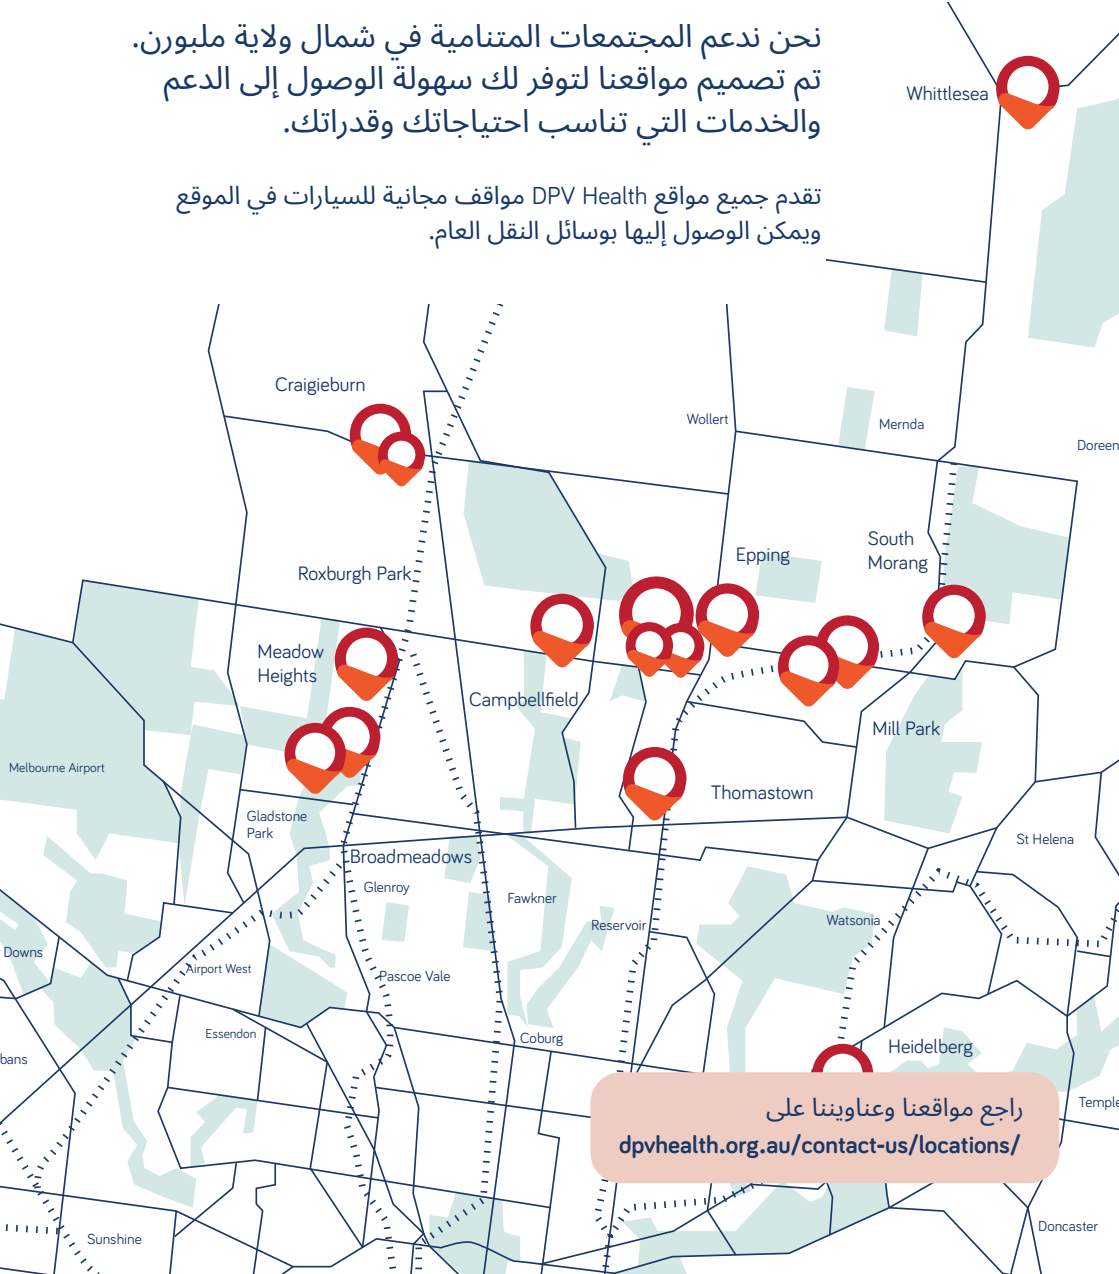 نحن ندعم المجتمعات المتنامية في شمال ولاية ملبورن.
تم تصميم مواقعنا لتوفر لك سهولة الوصول إلى الدعم
والخدمات التي تناسب احتياجاتك وقدراتك.
تقدم جميع مواقع DPV Health مواقف مجانية للسيارات في الموقع
ويمكن الوصول إليها بوسائل النقل العام.
Whittlesea
Craigieburn
Wollert
Mernda
Doreen
South
Morang
Epping
Roxburgh Park
Meadow
Heights
Campbellfield
Mill Park
Melbourne Airport
Thomastown
Gladstone
Park
St Helena
Broadmeadows
Glenroy
Fawkner
Reservoir
Watsonia
Downs
Airport West
Pascoe Vale
Essendon
Coburg
Heidelberg
bans
Temple
راجع مواقعنا وعناويننا على
dpvhealth.org.au/contact-us/locations/
Doncaster
Sunshine